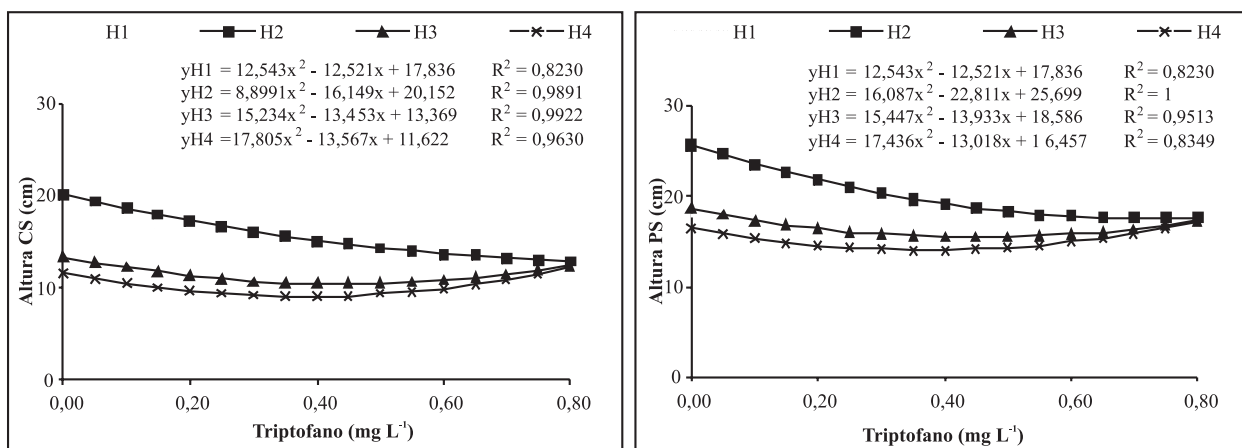 H1 H2 H3 H4
yH1 = 12,543x² - 12,521x + 17,836 R² = 0,8230
yH2 = 8,8991x² - 16,149x + 20,152 R² = 0,9891
yH3 = 15,234x² - 13,453x + 13,369 R² = 0,9922
yH4 =17,805x² - 13,567x + 11,622 R² = 0,9630
Altura CS (cm)
30
20
10
0
0,00 0,20 0,40 0,60 0,80
Triptofano (mg L⁻¹)
H1 H2 H3 H4
yH1 = 12,543x² - 12,521x + 17,836 R² = 0,8230
yH2 = 16,087x² - 22,811x + 25,699 R² = 1
yH3 = 15,447x² - 13,933x + 18,586 R² = 0,9513
yH4 = 17,436x² - 13,018x + 1 6,457 R² = 0,8349
Altura PS (cm)
30
20
10
0
0,00 0,20 0,40 0,60 0,80
Triptofano (mg L⁻¹)